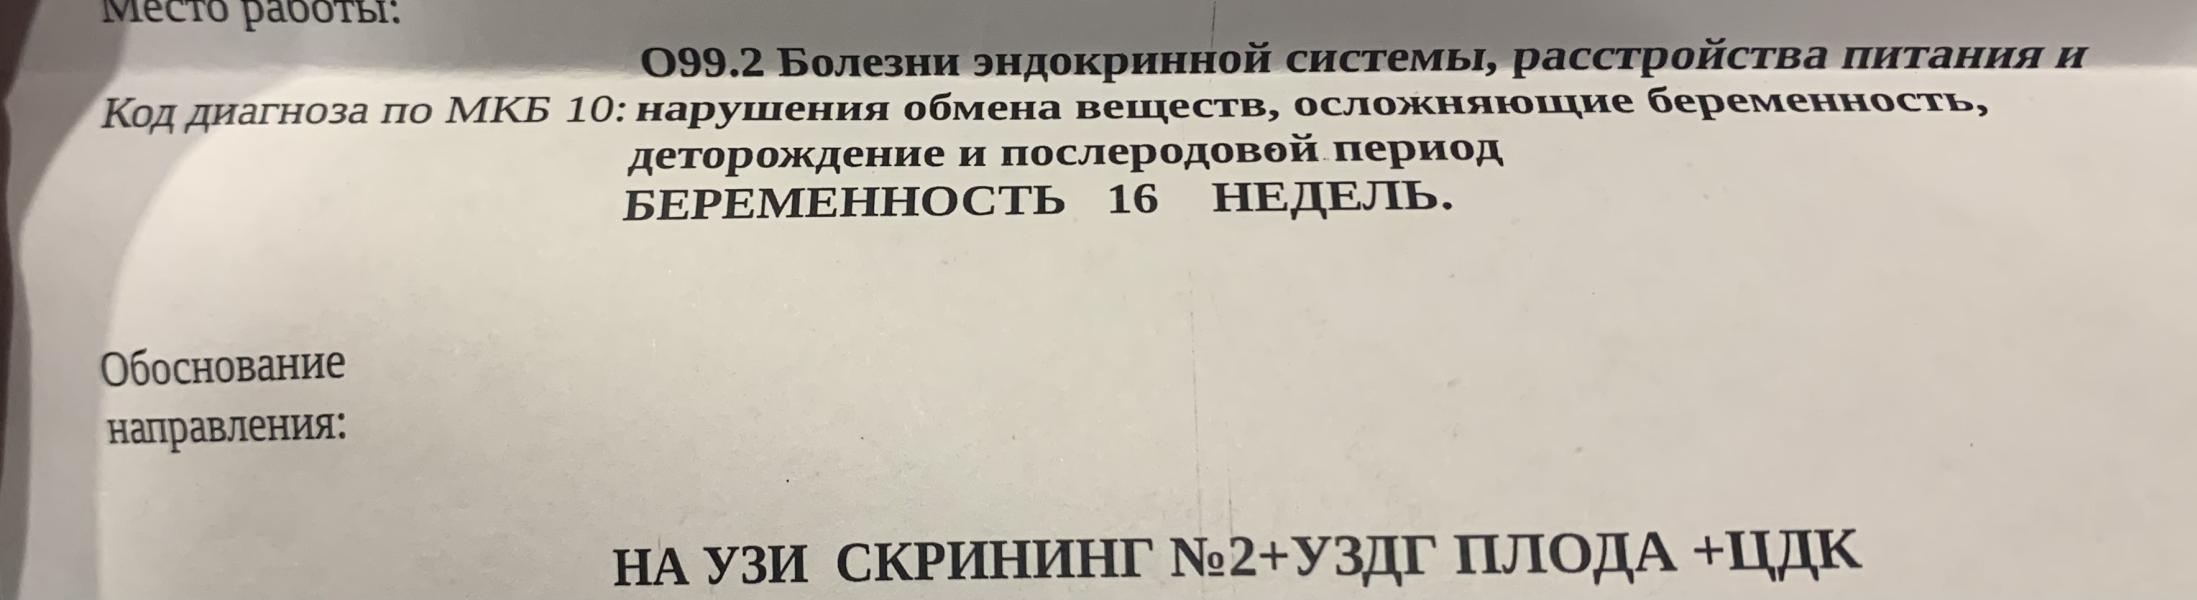 Место работы:
О99.2 Болезни эндокринной системы, расстройства питания и
Код диагноза по МКБ 10: нарушения обмена веществ, осложняющие беременность,
деторождение и послеродовой период
БЕРЕМЕННОСТЬ 16 НЕДЕЛЬ.
Обоснование
направления:
НА УЗИ СКРИНИНГ №2+УЗДГ ПЛОДА +ЦДК